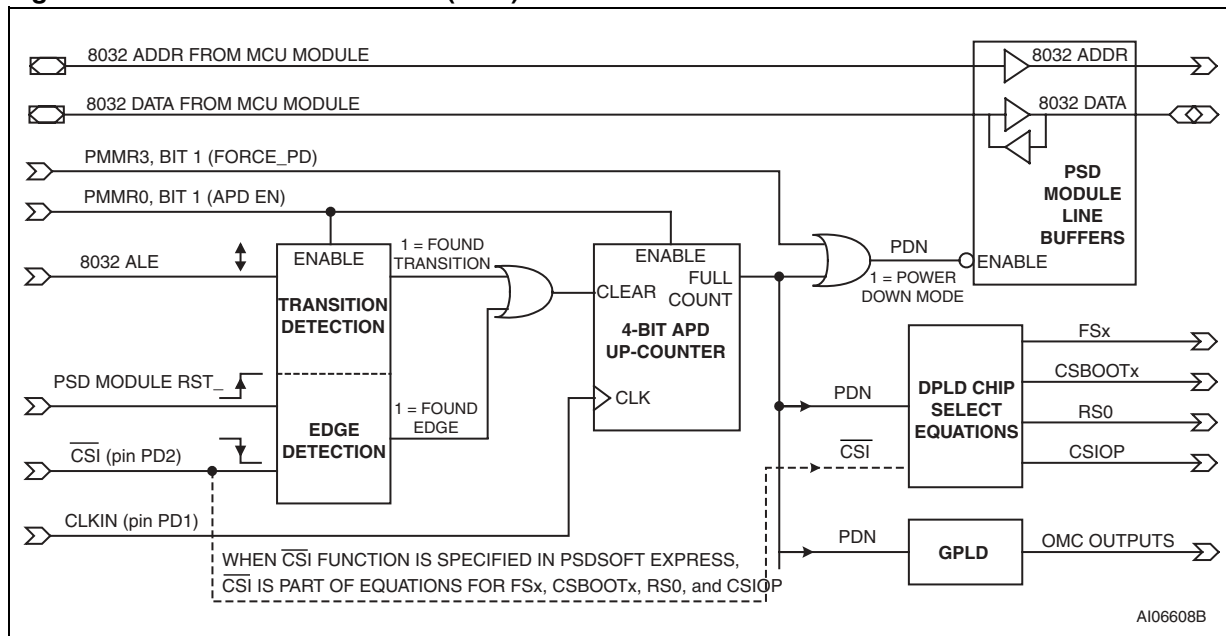 8032 ADDR FROM MCU MODULE
8032 ADDR
8032 DATA FROM MCU MODULE
8032 DATA
PMMR3, BIT 1 (FORCE_PD)
PSD
MODULE
LINE
BUFFERS
PMMR0, BIT 1 (APD EN)
8032 ALE
ENABLE
TRANSITION
DETECTION
1 = FOUND
TRANSITION
ENABLE
FULL
COUNT
CLEAR
4-BIT APD
UP-COUNTER
CLK
PDN
1 = POWER
DOWN MODE
ENABLE
PSD MODULE RST_
EDGE
DETECTION
1 = FOUND
EDGE
CSI (pin PD2)
CLKIN (pin PD1)
PDN
CSI
DPLD CHIP
SELECT
EQUATIONS
FSx
CSBOOTx
RS0
CSIOP
PDN
GPLD
OMC OUTPUTS
WHEN CSI FUNCTION IS SPECIFIED IN PSDSOFT EXPRESS,
CSI IS PART OF EQUATIONS FOR FSx, CSBOOTx, RS0, and CSIOP
AI06608B